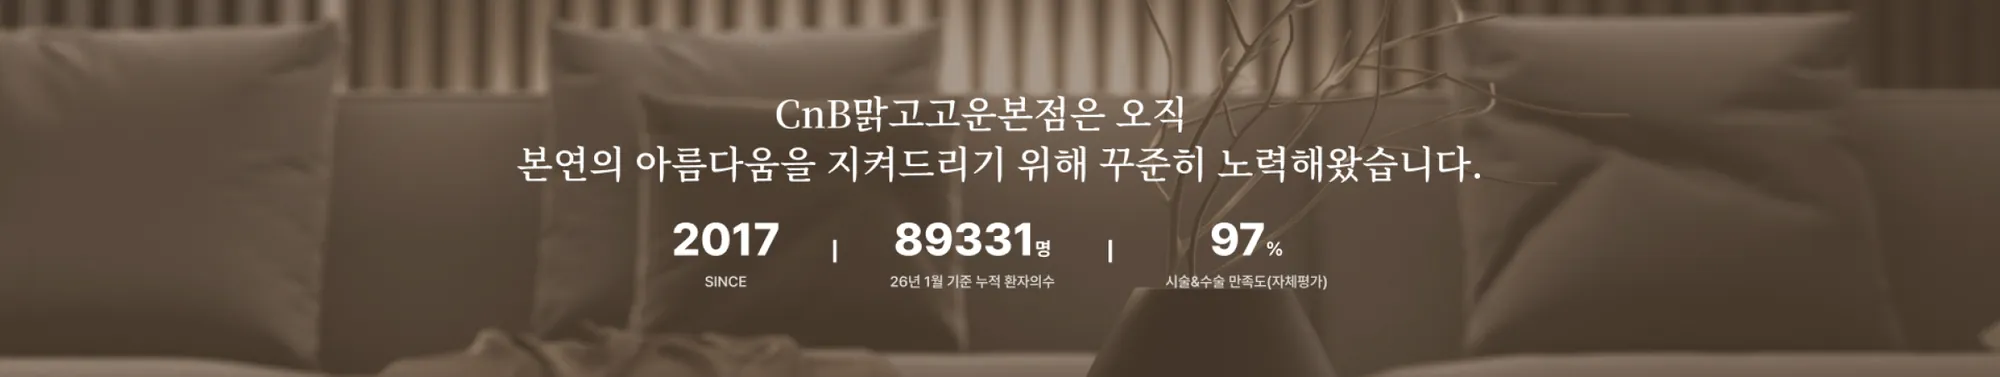 CnB맑고고운본점은 오직
본연의 아름다움을 지켜드리기 위해 꾸준히 노력해왔습니다.
2017 | 89331명 | 97%
SINCE 26년 1월 기준 누적 환자의수 시술&수술 만족도(자체평가)